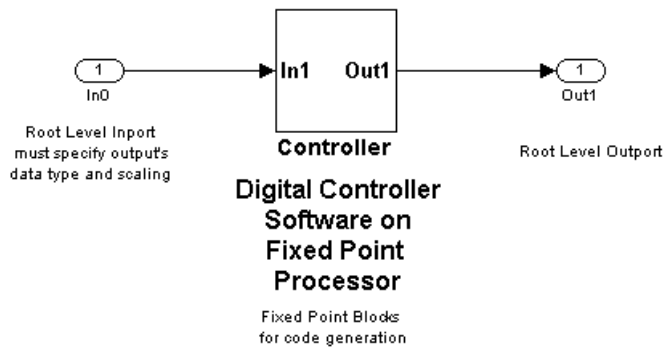 1
In0
In1
Out1
1
Out1
Controller
Root Level Inport
must specify output's
data type and scaling
Root Level Outport
Digital Controller
Software on
Fixed Point
Processor
Fixed Point Blocks
for code generation